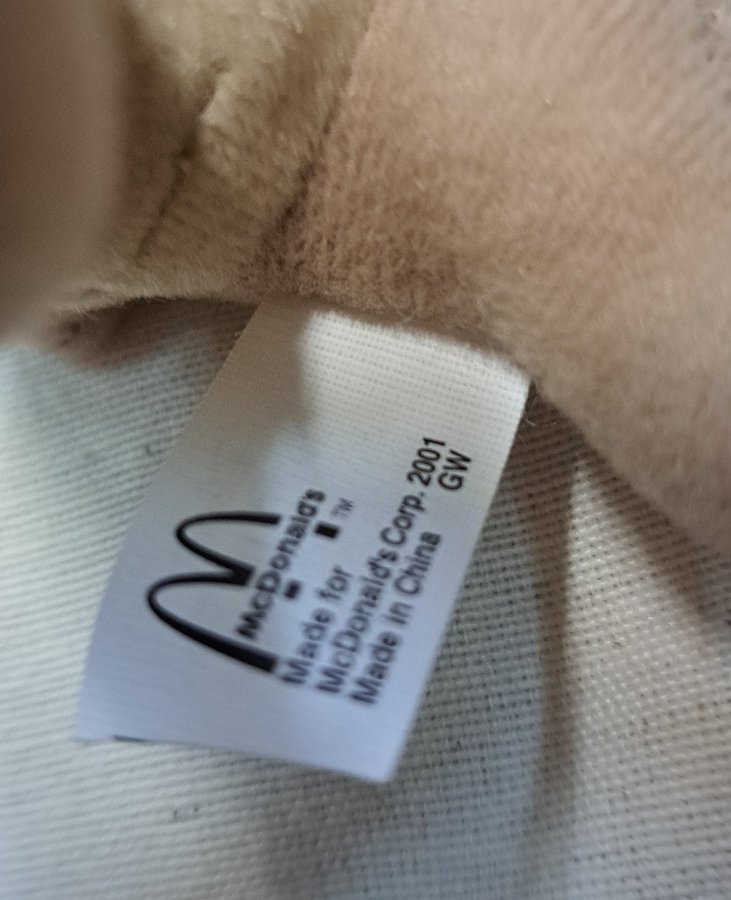 McDonald's
TM
Made for
McDonald's Corp. 2001
Made in China GW